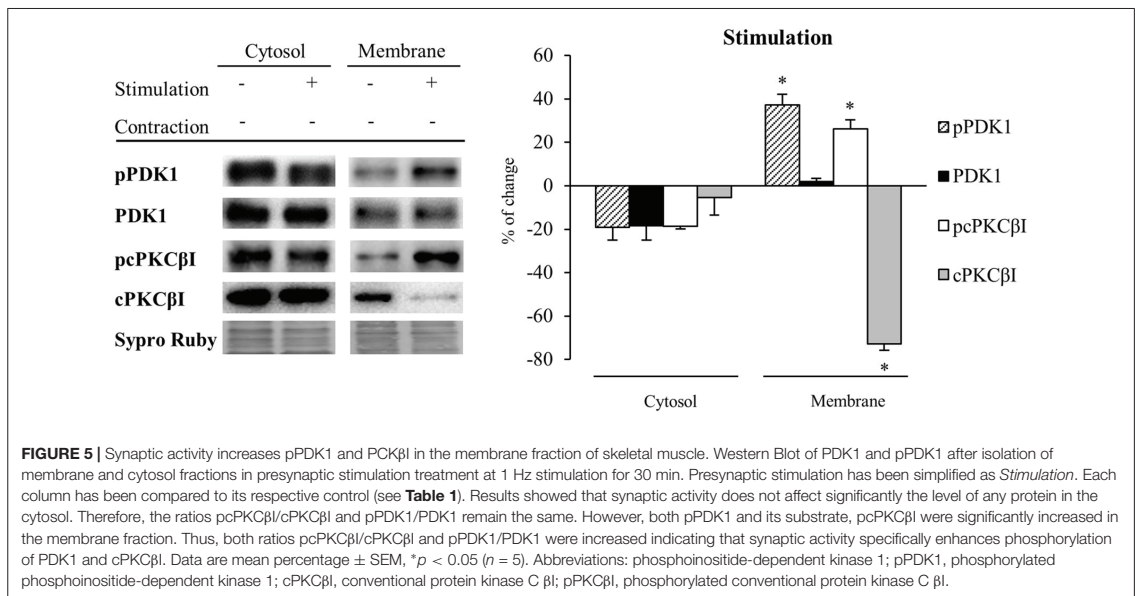 Cytosol Membrane
Stimulation - + - +
Contraction - - - -
pPDK1
PDK1
pcPKCβI
cPKCβI
Sypro Ruby
Stimulation
% of change
60
40
20
0
-20
-40
-60
-80
* * *
Cytosol Membrane
pPDK1
PDK1
pcPKCβI
cPKCβI
FIGURE 5 | Synaptic activity increases pPDK1 and PCKβI in the membrane fraction of skeletal muscle. Western Blot of PDK1 and pPDK1 after isolation of
membrane and cytosol fractions in presynaptic stimulation treatment at 1 Hz stimulation for 30 min. Presynaptic stimulation has been simplified as Stimulation. Each
column has been compared to its respective control (see Table 1). Results showed that synaptic activity does not affect significantly the level of any protein in the
cytosol. Therefore, the ratios pcPKCβI/cPKCβI and pPDK1/PDK1 remain the same. However, both pPDK1 and its substrate, pcPKCβI were significantly increased in
the membrane fraction. Thus, both ratios pcPKCβI/cPKCβI and pPDK1/PDK1 were increased indicating that synaptic activity specifically enhances phosphorylation
of PDK1 and cPKCβI. Data are mean percentage ± SEM, *p < 0.05 (n = 5). Abbreviations: phosphoinositide-dependent kinase 1; pPDK1, phosphorylated
phosphoinositide-dependent kinase 1; cPKCβI, conventional protein kinase C βI; pPKCβI, phosphorylated conventional protein kinase C βI.